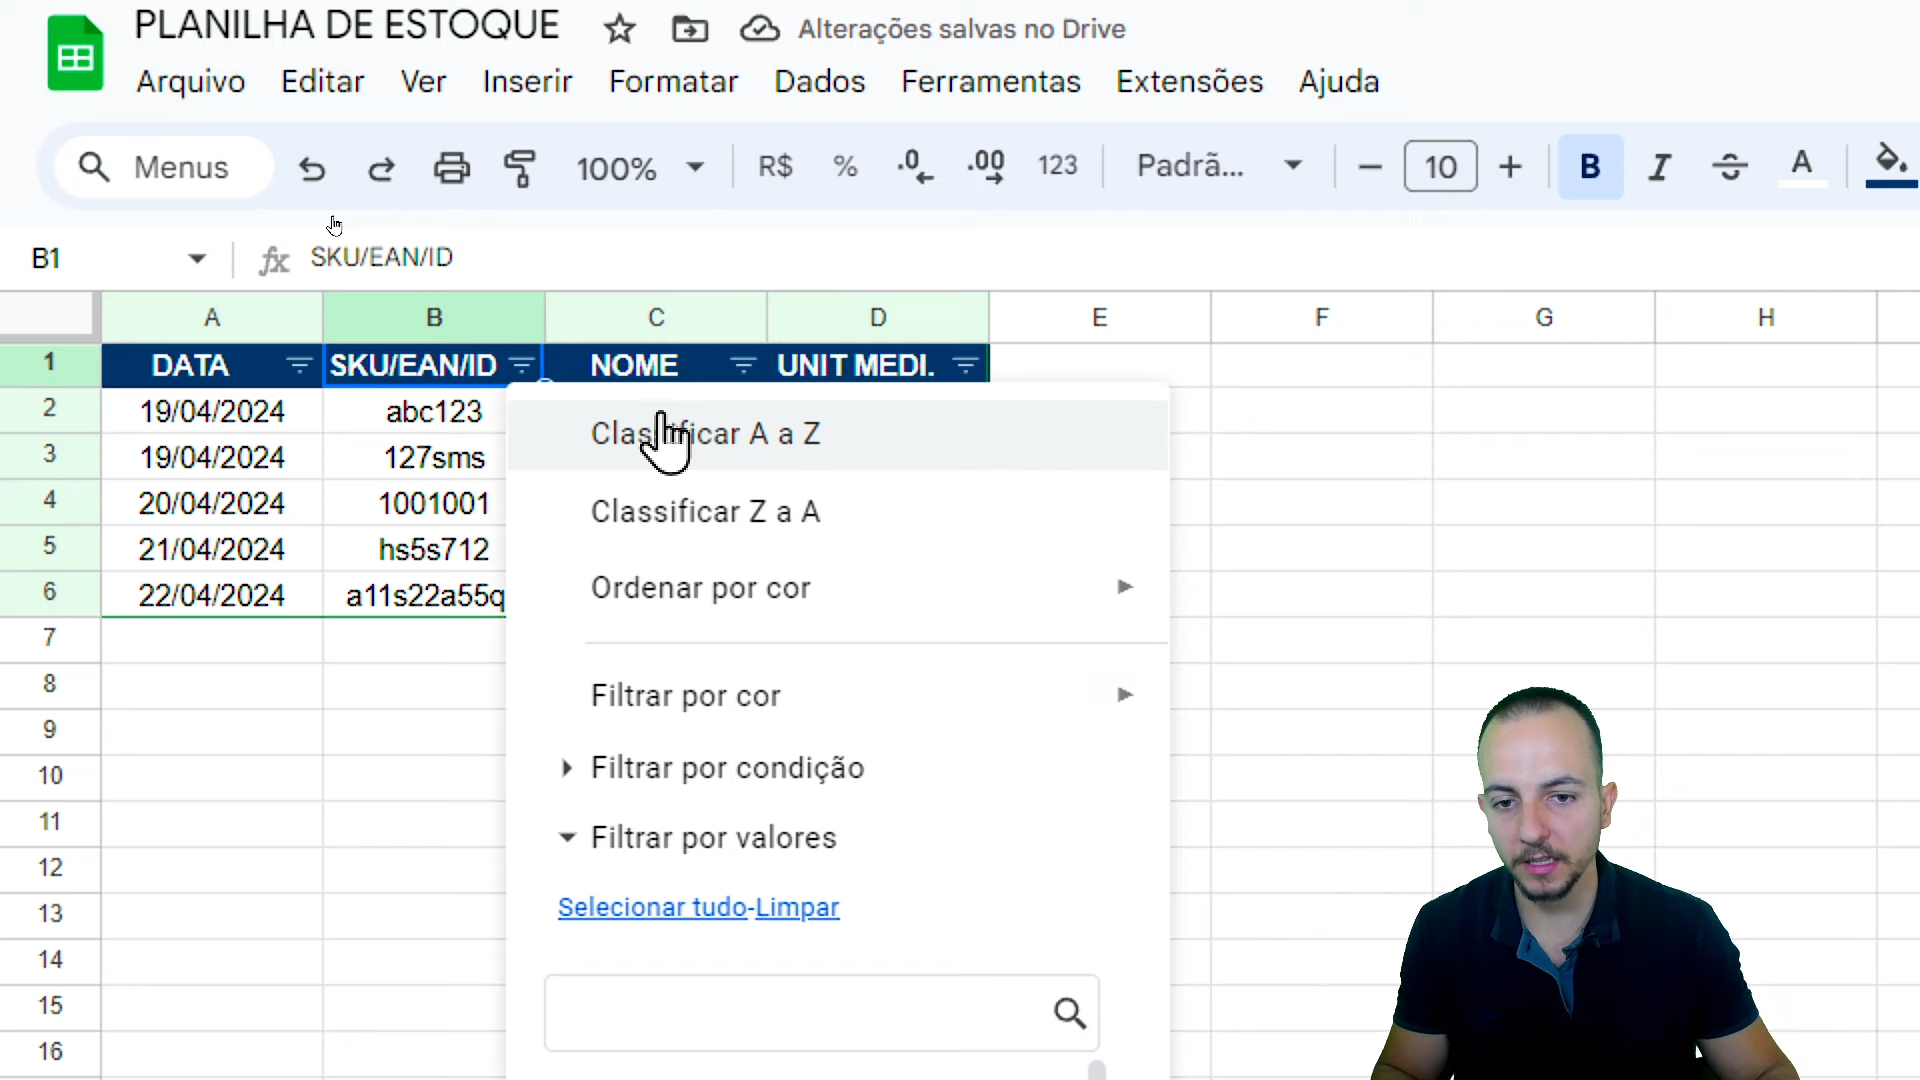 PLANILHA DE ESTOQUE Alterações salvas no Drive
Arquivo Editar Ver Inserir Formatar Dados Ferramentas Extensões Ajuda
Menus 100% R$ % .0 .00 123 Padrã... 10 B I A
B1 fx SKU/EAN/ID
A B C D E F G H
1 DATA SKU/EAN/ID NOME UNIT MEDI.
2 19/04/2024 abc123
3 19/04/2024 127sms
4 20/04/2024 1001001
5 21/04/2024 hs5s712
6 22/04/2024 a11s22a55q
7
8
9
10
11
12
13
14
15
16
Classificar A a Z
Classificar Z a A
Ordenar por cor
Filtrar por cor
Filtrar por condição
Filtrar por valores
Selecionar tudo-Limpar